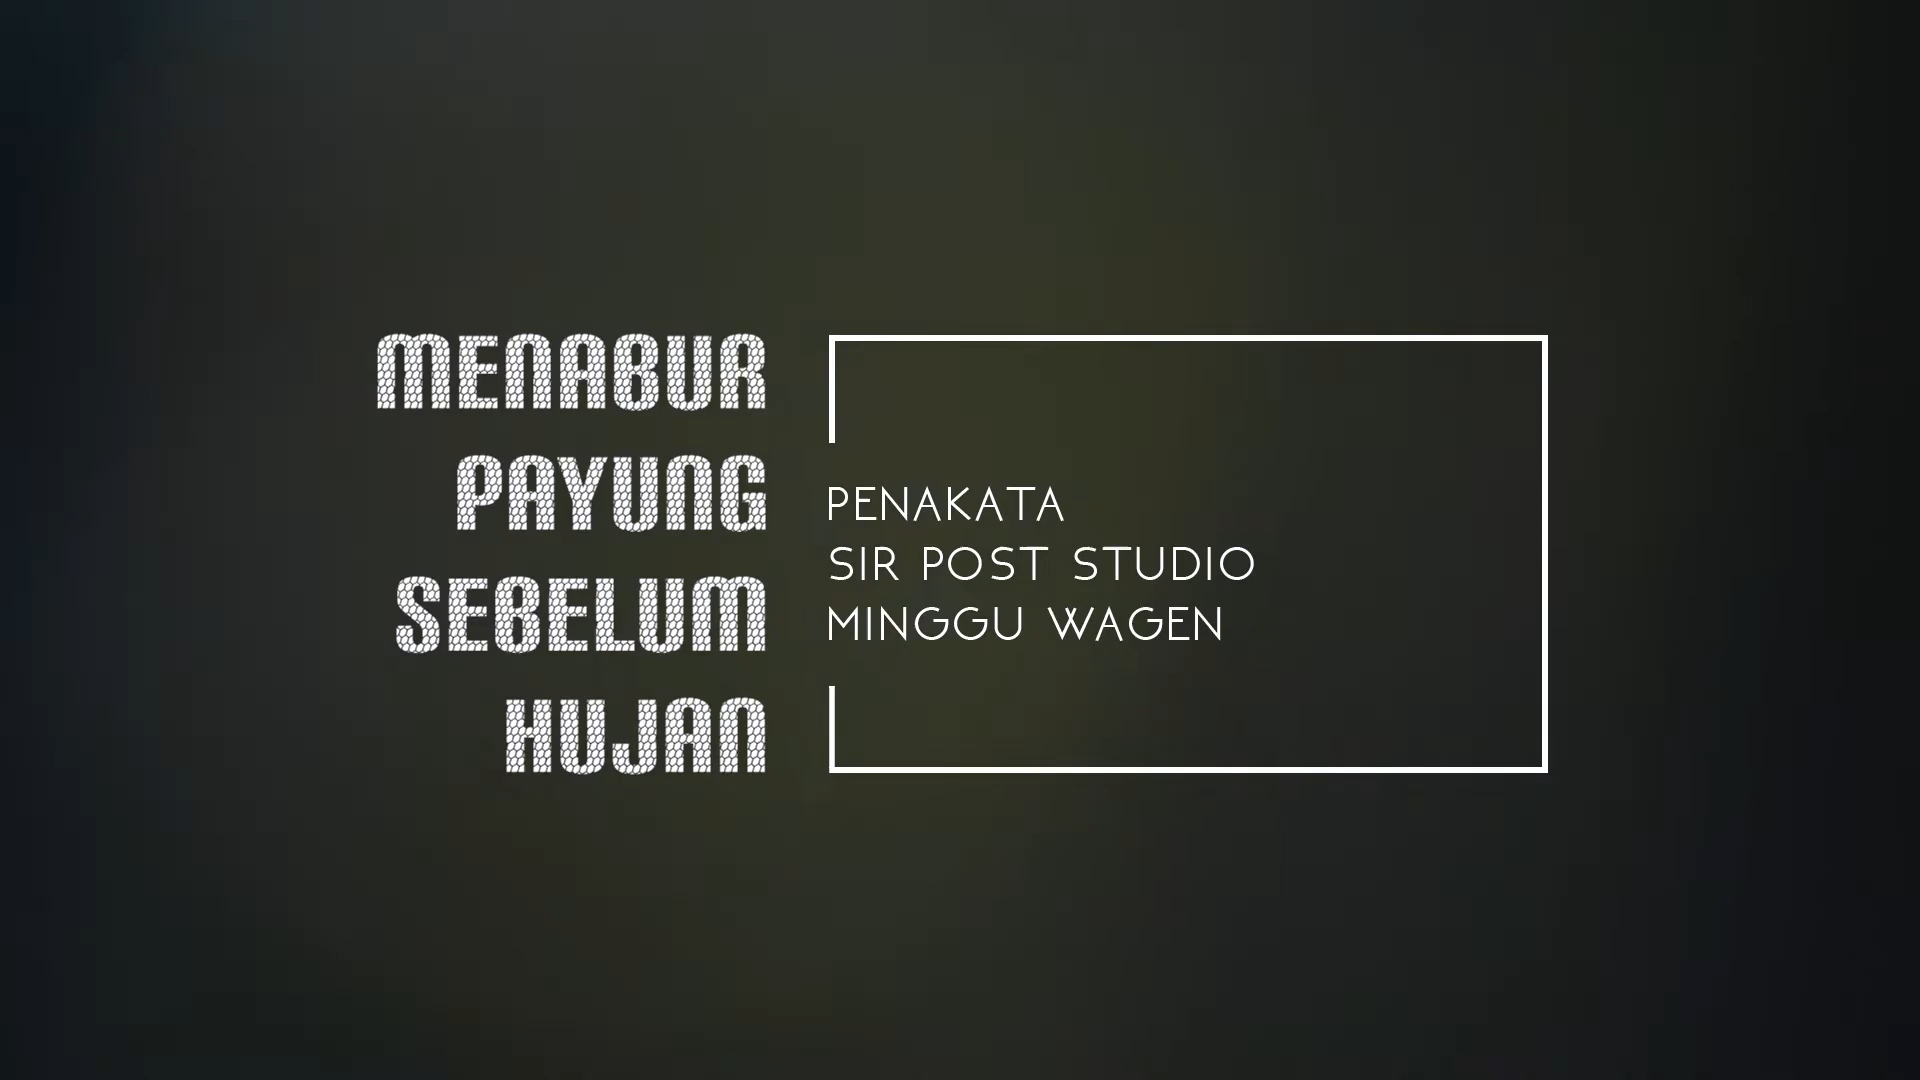 MENABUR
PAYUNG
SEBELUM
HUJAN
PENAKATA
SIR POST STUDIO
MINGGU WAGEN